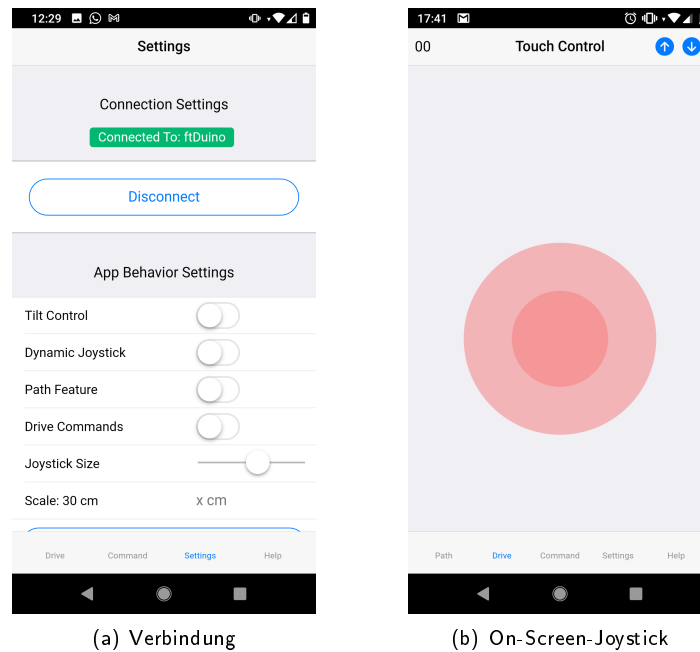 12:29
Settings
Connection Settings
Connected To: ftDuino
Disconnect
App Behavior Settings
Tilt Control
Dynamic Joystick
Path Feature
Drive Commands
Joystick Size
Scale: 30 cm
x cm
Drive
Command
Settings
Help
(a) Verbindung
17:41
00
Touch Control
Path
Drive
Command
Settings
Help
(b) On-Screen-Joystick